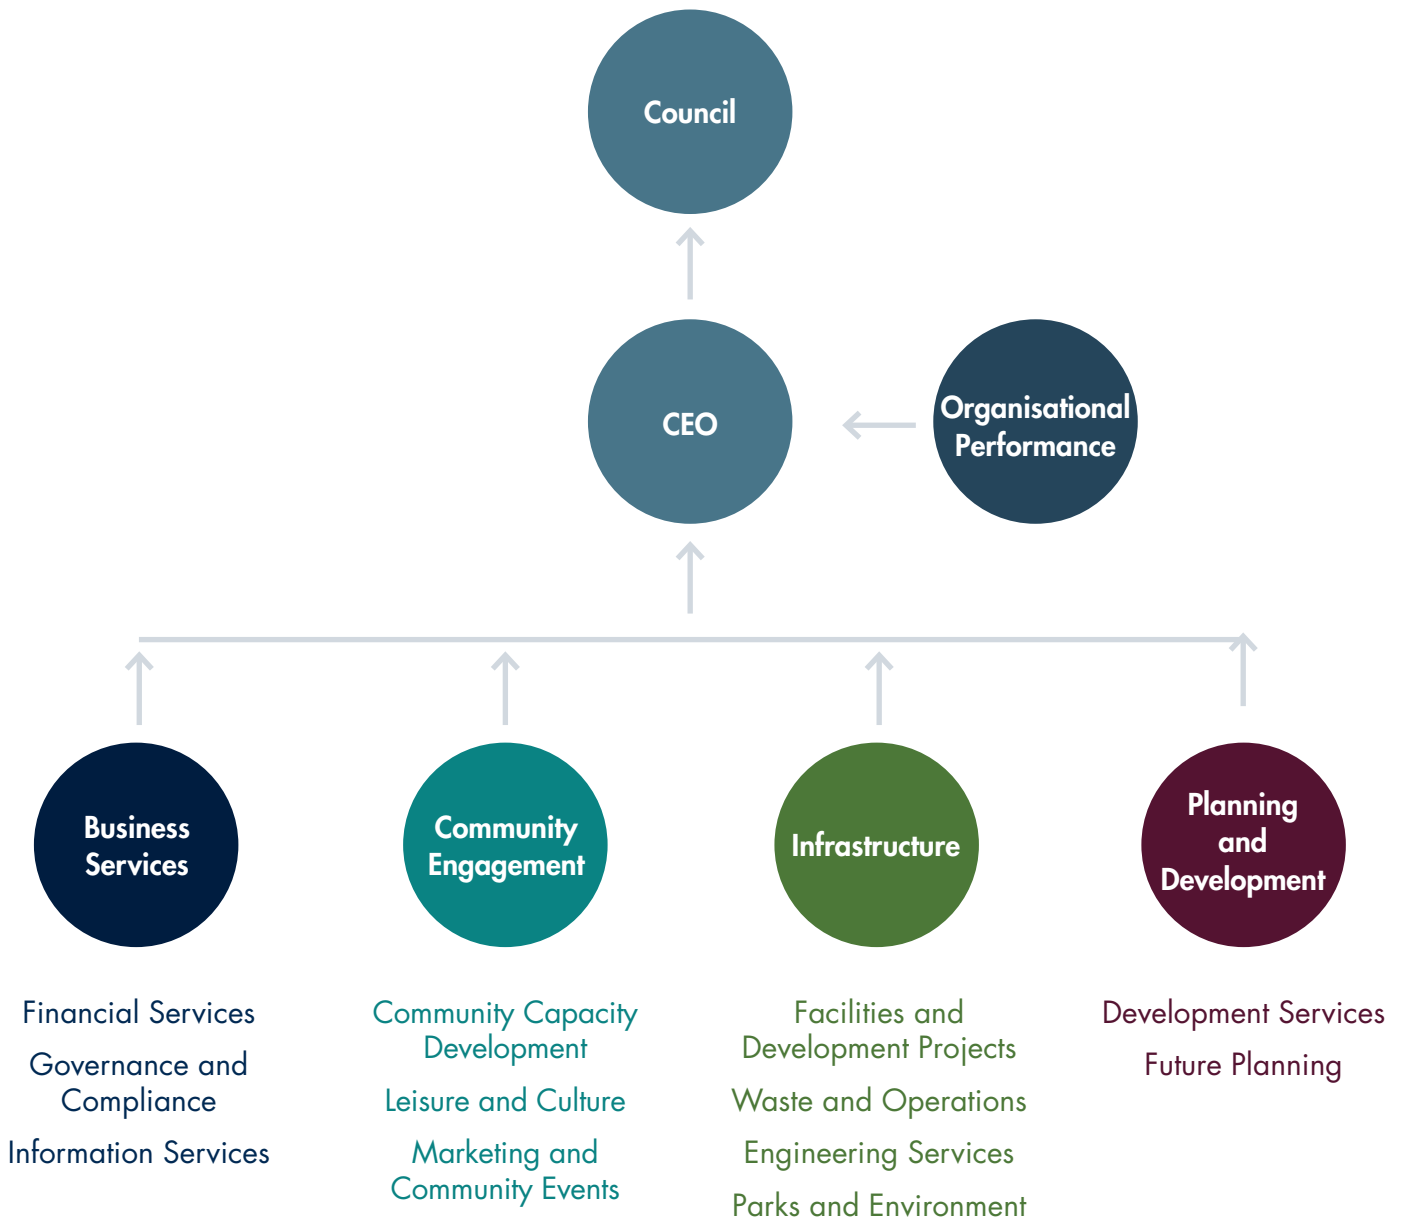 Council
CEO
Organisational
Performance
Business
Services
Community
Engagement
Infrastructure
Planning
and
Development
Financial Services
Governance and
Compliance
Information Services
Community Capacity
Development
Leisure and Culture
Marketing and
Community Events
Facilities and
Development Projects
Waste and Operations
Engineering Services
Parks and Environment
Development Services
Future Planning